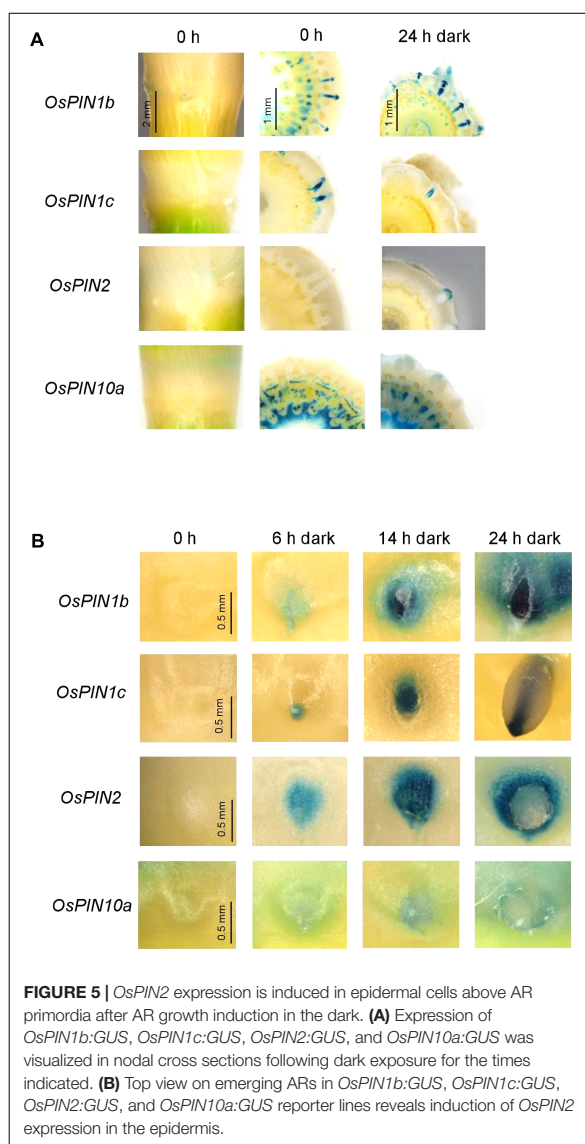 A
0 h 0 h 24 h dark
OsPIN1b
2 mm
1 mm
1 mm
OsPIN1c
OsPIN2
OsPIN10a
B
0 h 6 h dark 14 h dark 24 h dark
OsPIN1b
0.5 mm
OsPIN1c
0.5 mm
OsPIN2
0.5 mm
OsPIN10a
0.5 mm
FIGURE 5 | OsPIN2 expression is induced in epidermal cells above AR
primordia after AR growth induction in the dark. (A) Expression of
OsPIN1b:GUS, OsPIN1c:GUS, OsPIN2:GUS, and OsPIN10a:GUS was
visualized in nodal cross sections following dark exposure for the times
indicated. (B) Top view on emerging ARs in OsPIN1b:GUS, OsPIN1c:GUS,
OsPIN2:GUS, and OsPIN10a:GUS reporter lines reveals induction of OsPIN2
expression in the epidermis.